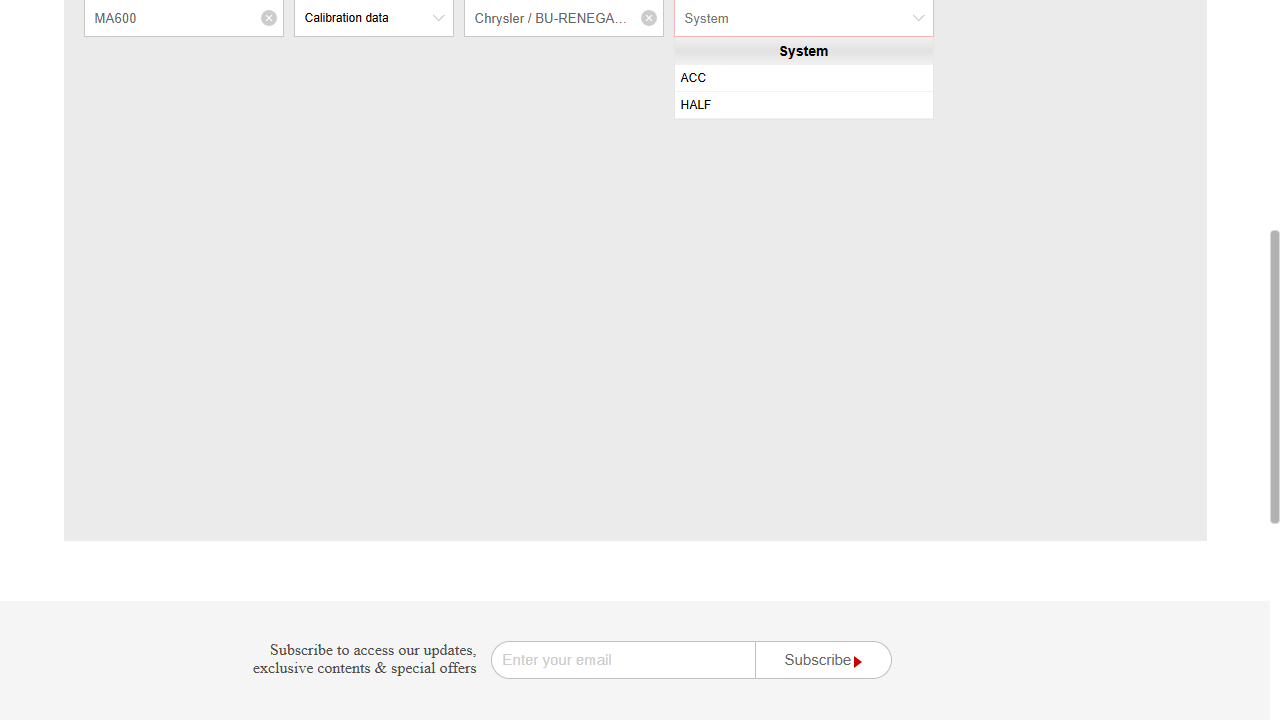 MA600
Calibration data
Chrysler / BU-RENEGA...
System
System
ACC
HALF
Subscribe to access our updates,
exclusive contents & special offers
Enter your email
Subscribe